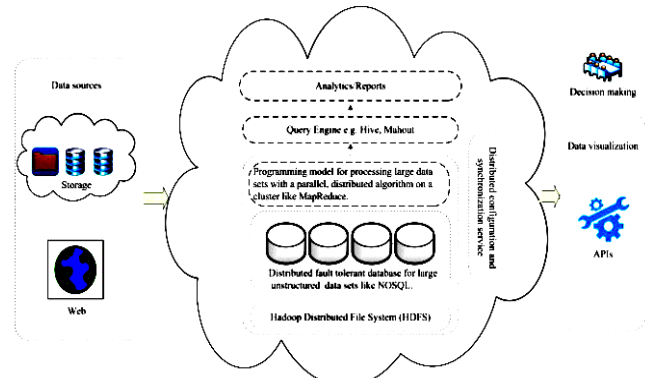 Data sources
Storage
Web
Analytics/Reports
Query Engine e.g. Hive, Mahout
Programming model for processing large data
sets with a parallel, distributed algorithm on a
cluster like MapReduce.
Distributed fault tolerant database for large
unstructured data sets like NOSQL.
Hadoop Distributed File System (HDFS)
Distributed configuration and
synchronization service
Decision making
Data visualization
APIs